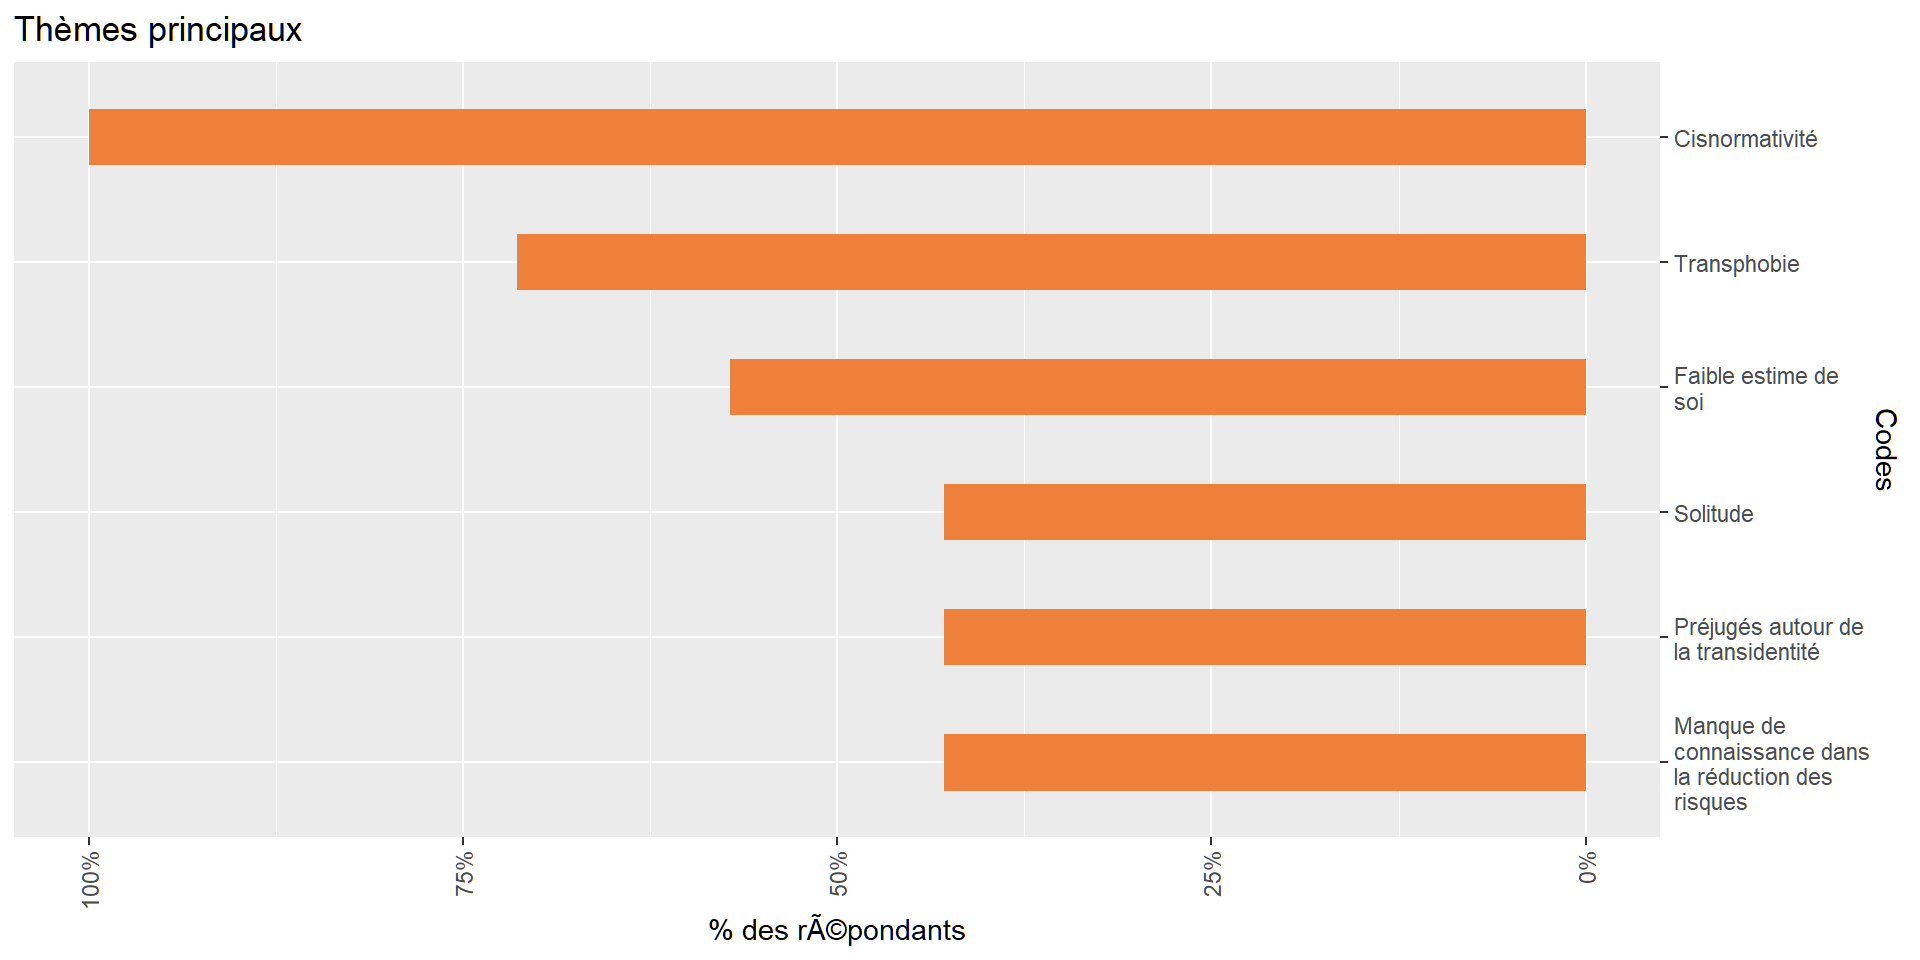 Thèmes principaux
Cisnormativité
Transphobie
Faible estime de
soi
Solitude
Préjugés autour de
la transidentité
Manque de
connaissance dans
la réduction des
risques
Codes
100%
75%
50%
25%
0%
% des rÃ©pondants